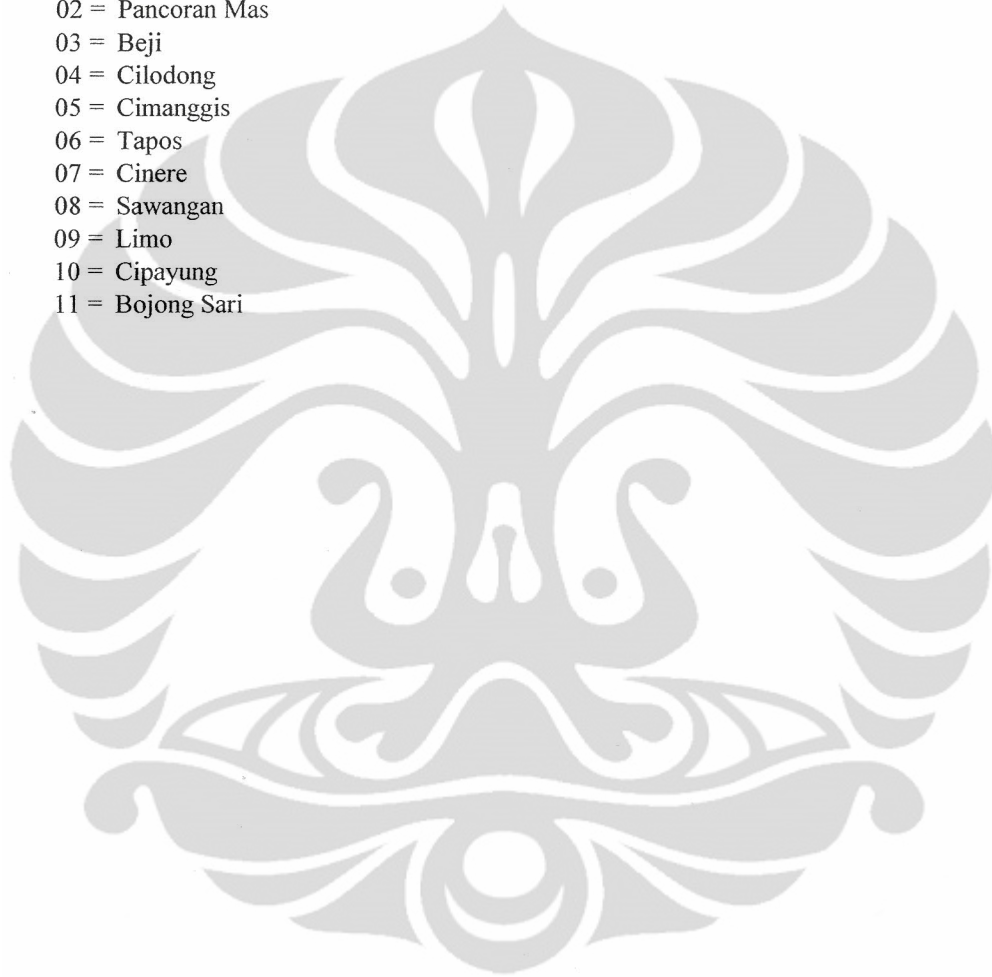 02 = Pancoran Mas
03 = Beji
04 = Cilodong
05 = Cimanggis
06 = Tapos
07 = Cinere
08 = Sawangan
09 = Limo
10 = Cipayung
11 = Bojong Sari